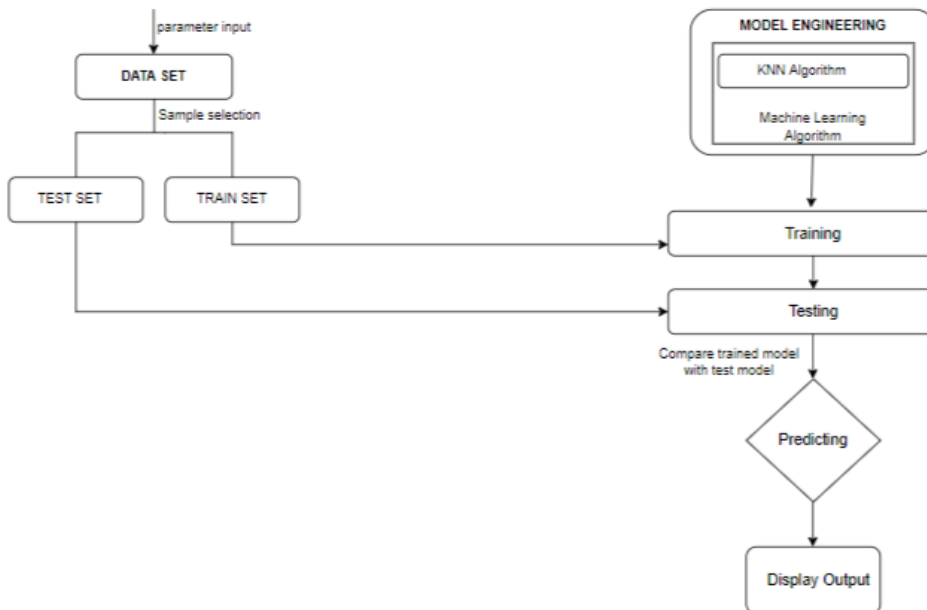 parameter input
DATA SET
Sample selection
TEST SET
TRAIN SET
MODEL ENGINEERING
KNN Algorithm
Machine Learning
Algorithm
Training
Testing
Compare trained model
with test model
Predicting
Display Output